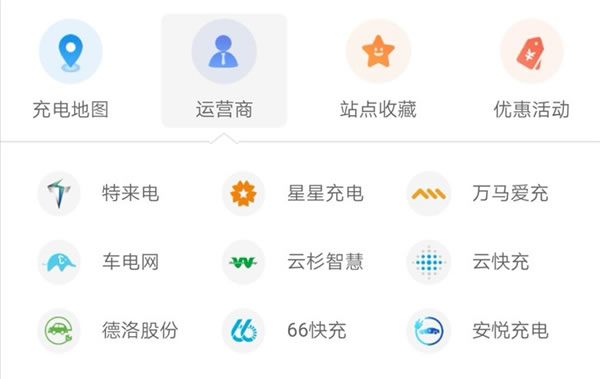 充电地图 运营商 站点收藏 优惠活动
特来电 星星充电 万马爱充
车电网 云杉智慧 云快充
德洛股份 66快充 安悦充电